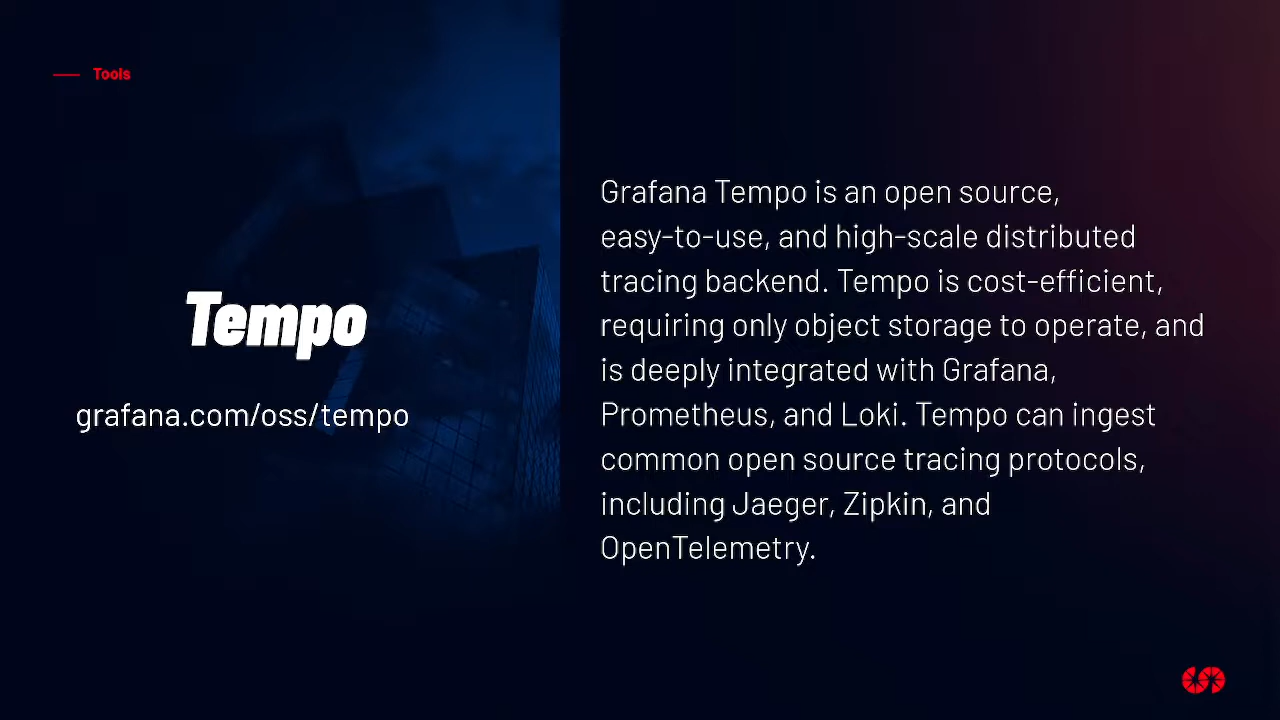 Tools
Tempo
grafana.com/oss/tempo
Grafana Tempo is an open source,
easy-to-use, and high-scale distributed
tracing backend. Tempo is cost-efficient,
requiring only object storage to operate, and
is deeply integrated with Grafana,
Prometheus, and Loki. Tempo can ingest
common open source tracing protocols,
including Jaeger, Zipkin, and
OpenTelemetry.